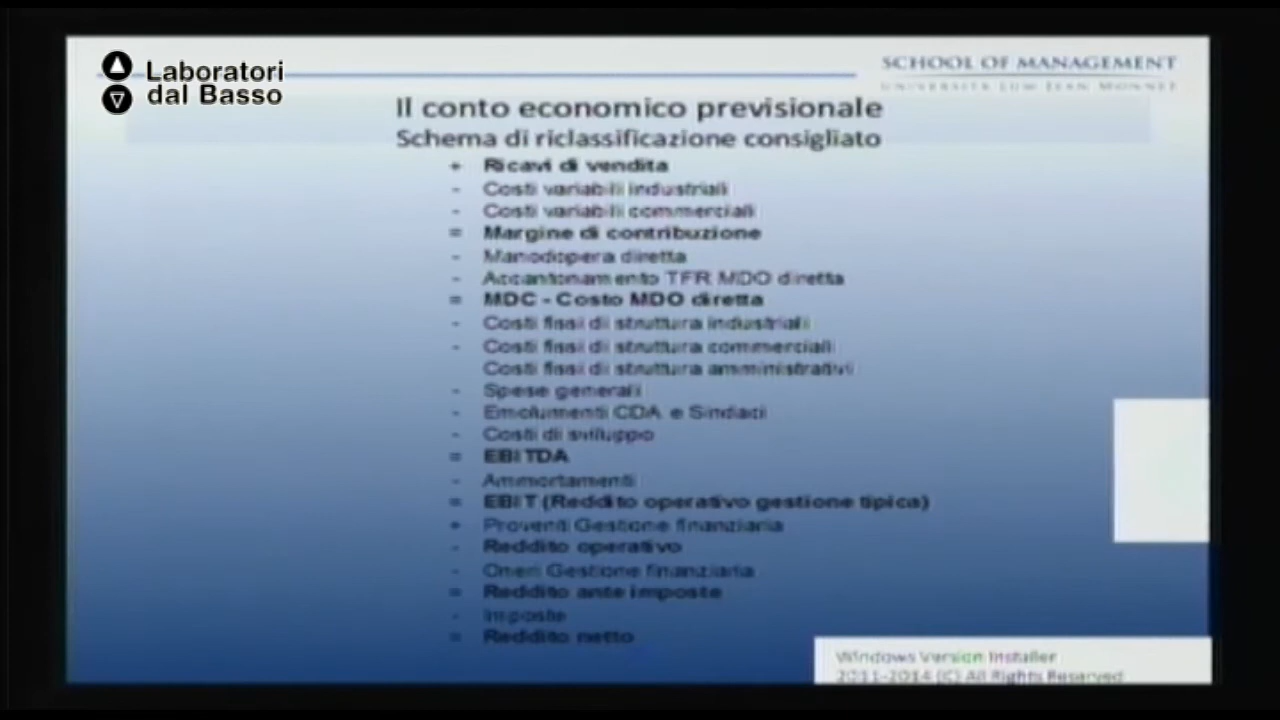 Laboratori
dal Basso
SCHOOL OF MANAGEMENT
UNIVERSITÀ LUM JEAN MONNET
Il conto economico previsionale
Schema di riclassificazione consigliato
+ Ricavi di vendita
- Costi variabili industriali
- Costi variabili commerciali
= Margine di contribuzione
- Manodopera diretta
- Accantonamento TFR MDO diretta
= MDC - Costo MDO diretta
- Costi fissi di struttura industriali
- Costi fissi di struttura commerciali
Costi fissi di struttura amministrativi
- Spese generali
- Emolumenti CDA e Sindaci
- Costi di sviluppo
= EBITDA
- Ammortamenti
= EBIT (Reddito operativo gestione tipica)
+ Proventi Gestione finanziaria
- Reddito operativo
- Oneri Gestione finanziaria
= Reddito ante imposte
- Imposte
= Reddito netto
Windows Version Installer
2011-2014 (C) All Rights Reserved